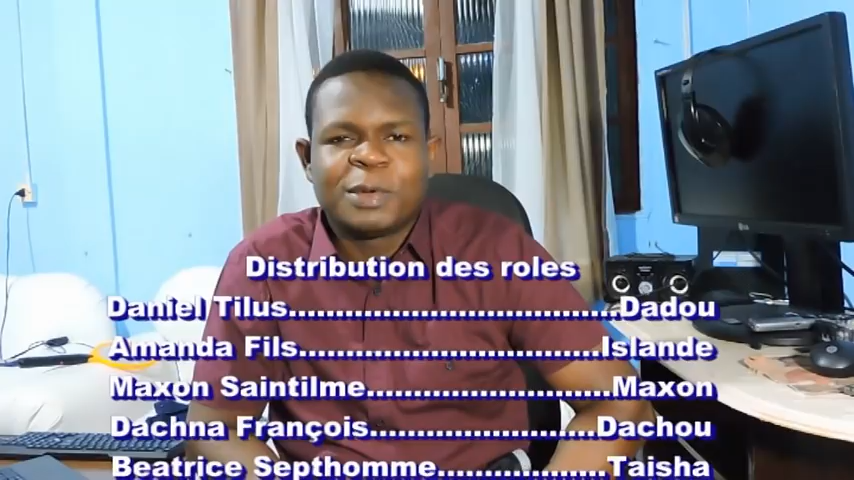 Distribution des roles
Daniel Tilus....................................Dadou
Amanda Fils.................................Islande
Maxon Saintilme...........................Maxon
Dachna François.........................Dachou
Beatrice Septhomme..................Taisha